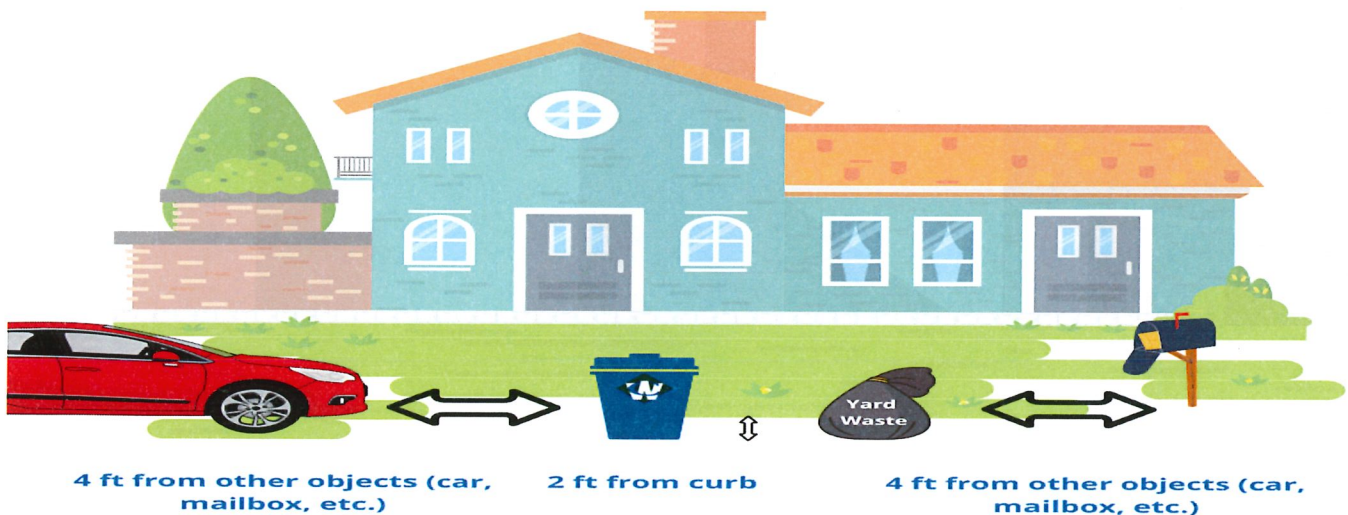 Yard
Waste
4 ft from other objects (car,
mailbox, etc.)
2 ft from curb
4 ft from other objects (car,
mailbox, etc.)